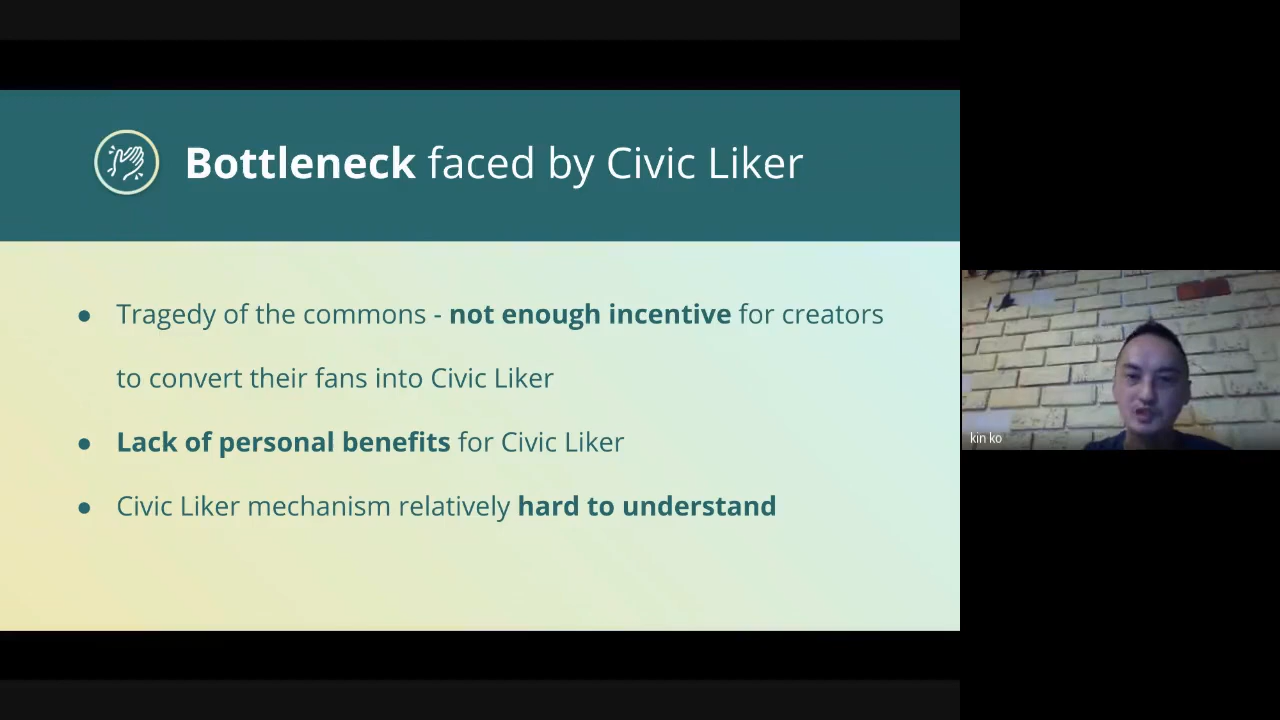 Bottleneck faced by Civic Liker
● Tragedy of the commons - not enough incentive for creators
to convert their fans into Civic Liker
● Lack of personal benefits for Civic Liker
● Civic Liker mechanism relatively hard to understand
kin ko